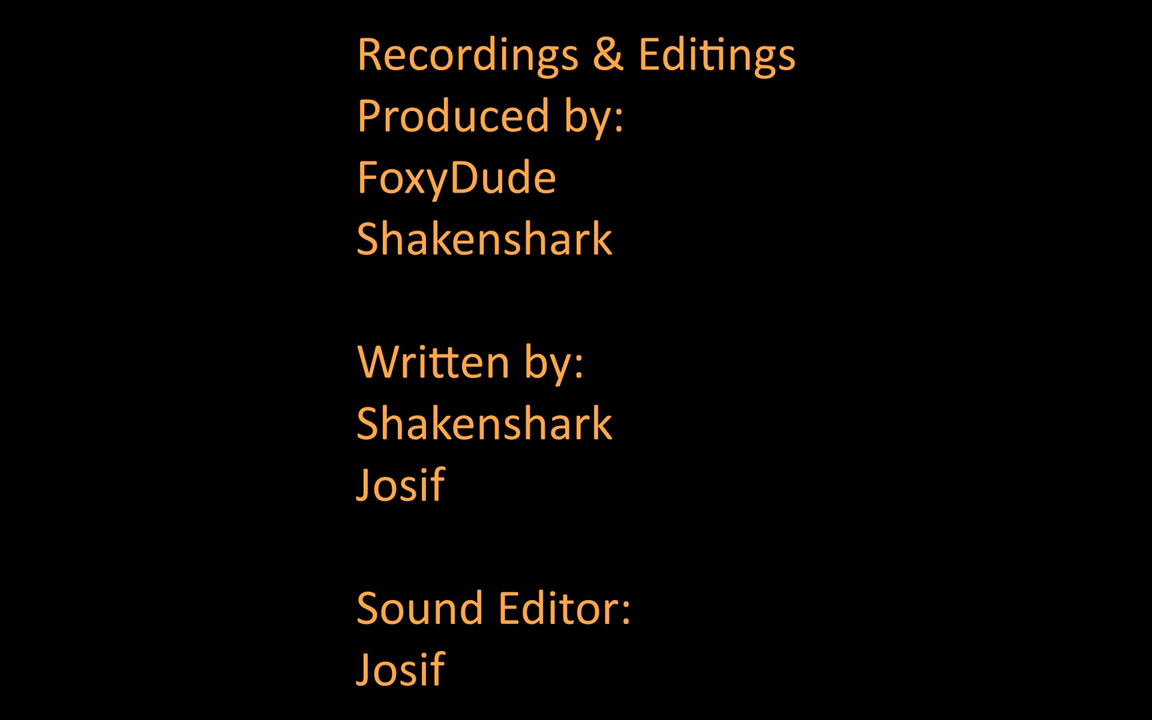 Recordings & Editings
Produced by:
FoxyDude
Shakenshark
Written by:
Shakenshark
Josif
Sound Editor:
Josif